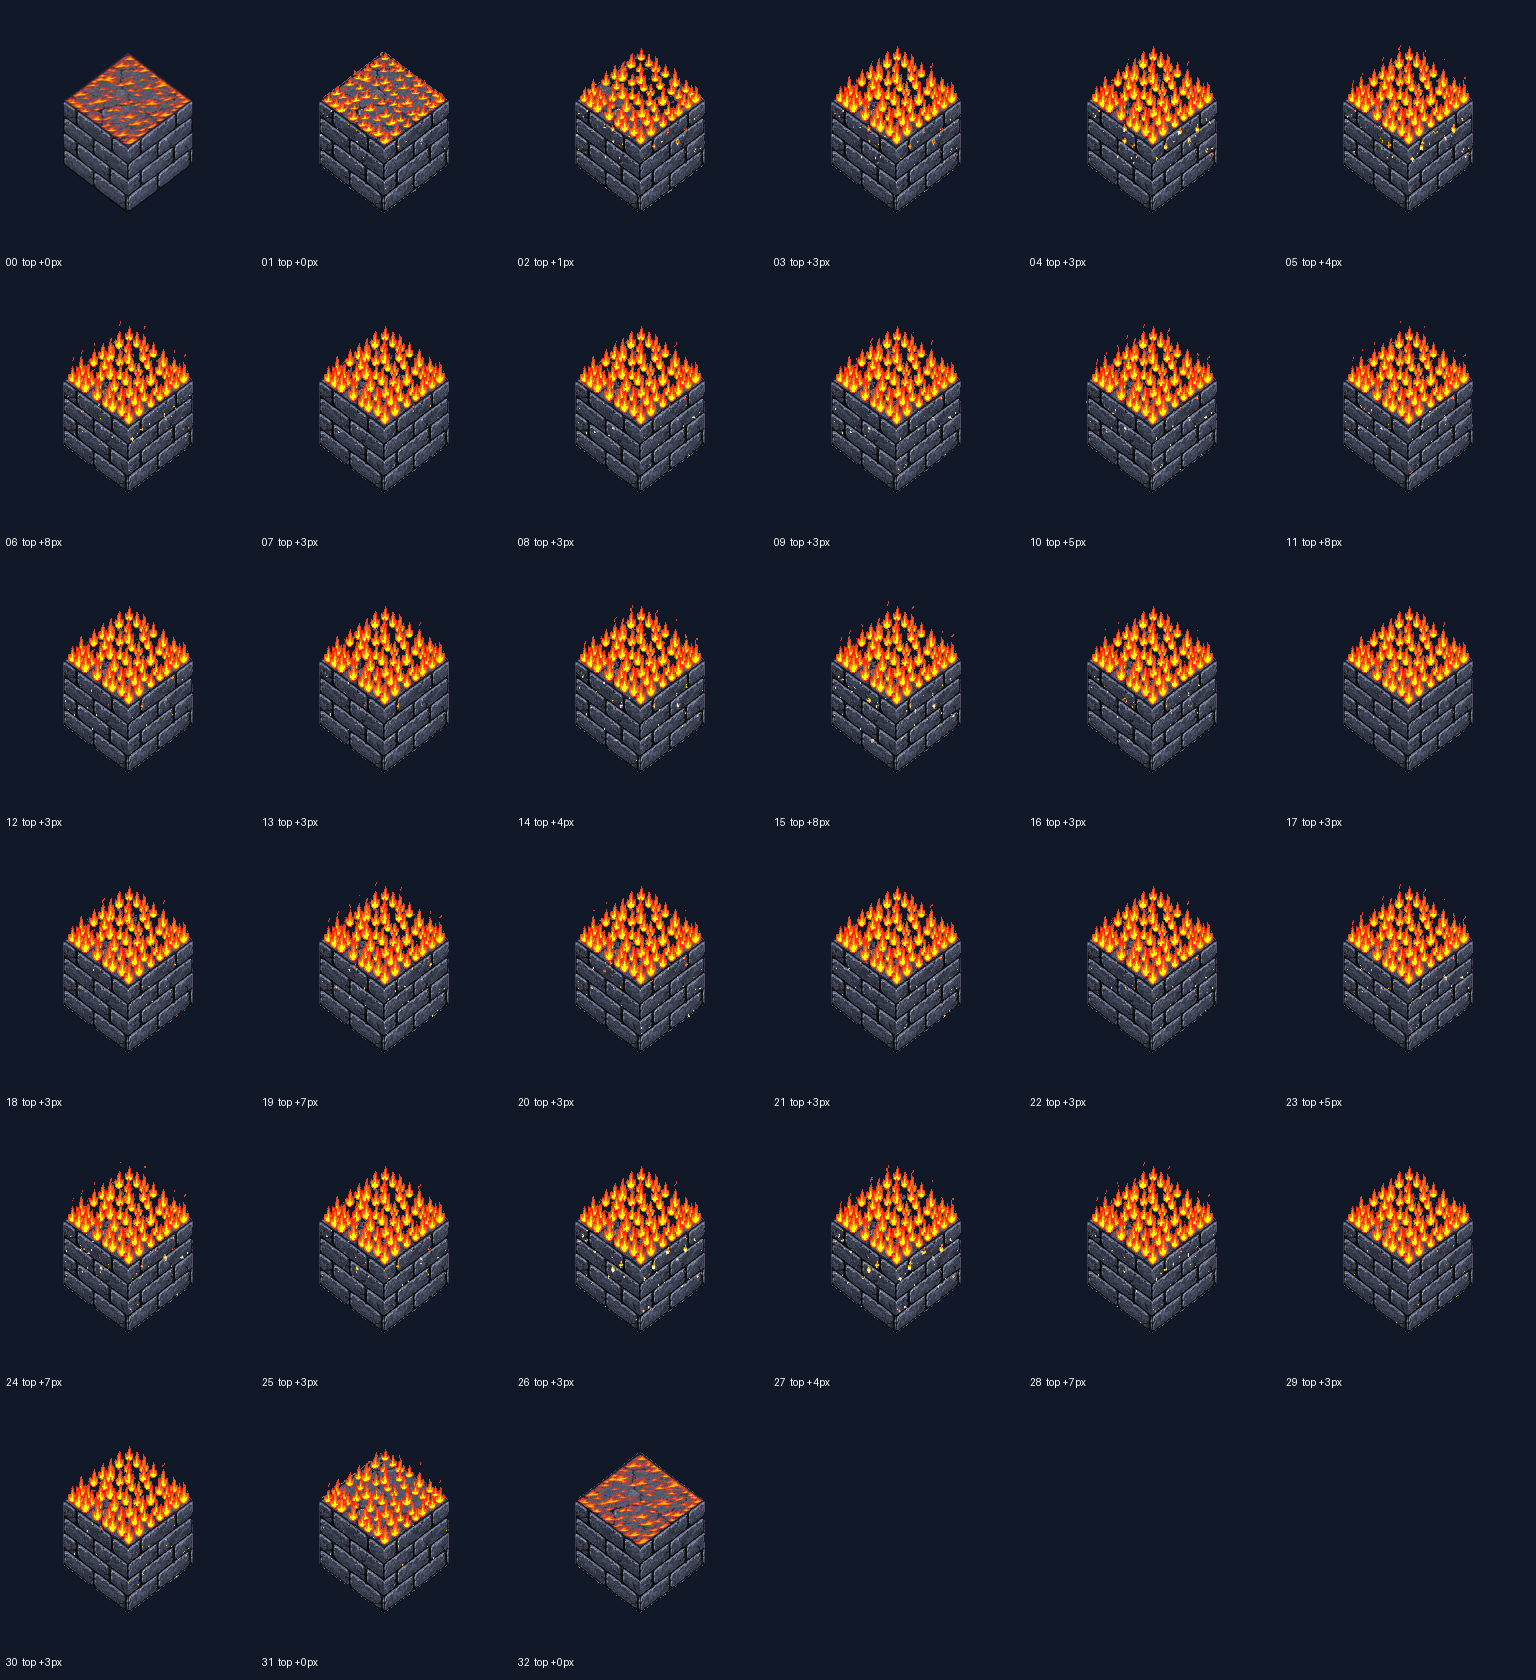 00 top +0px
01 top +0px
02 top +1px
03 top +3px
04 top +3px
05 top +4px
06 top +8px
07 top +3px
08 top +3px
09 top +3px
10 top +5px
11 top +8px
12 top +3px
13 top +3px
14 top +4px
15 top +8px
16 top +3px
17 top +3px
18 top +3px
19 top +7px
20 top +3px
21 top +3px
22 top +3px
23 top +5px
24 top +7px
25 top +3px
26 top +3px
27 top +4px
28 top +7px
29 top +3px
30 top +3px
31 top +0px
32 top +0px